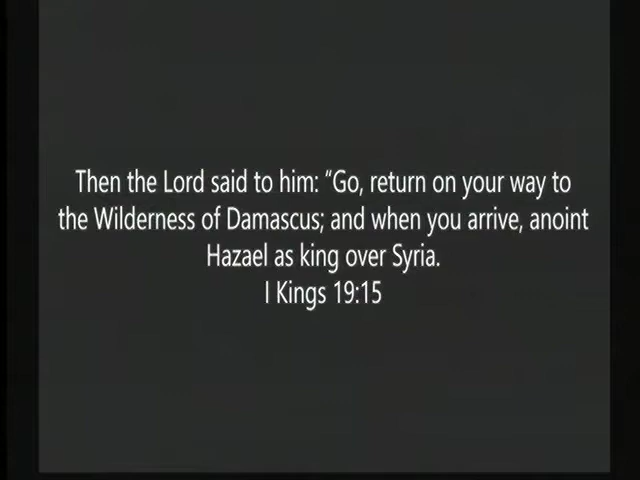 Then the Lord said to him: “Go, return on your way to
the Wilderness of Damascus; and when you arrive, anoint
Hazael as king over Syria.
I Kings 19:15